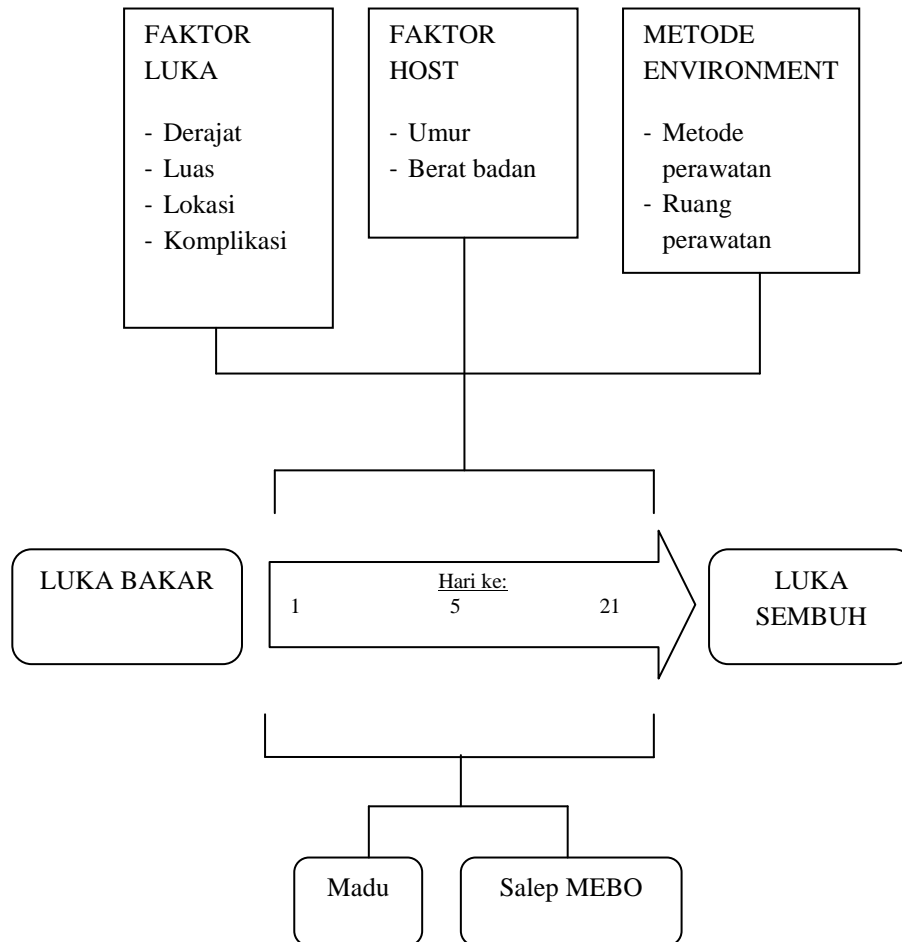 FAKTOR
LUKA
- Derajat
- Luas
- Lokasi
- Komplikasi
FAKTOR
HOST
- Umur
- Berat badan
METODE
ENVIRONMENT
- Metode
perawatan
- Ruang
perawatan
LUKA BAKAR
Hari ke:
1 5 21
LUKA
SEMBUH
Madu
Salep MEBO